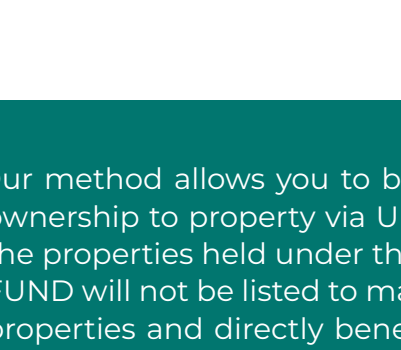 ur method allows you to b
ownership to property via U
he properties held under th
FUND will not be listed to ma
properties and directly bene